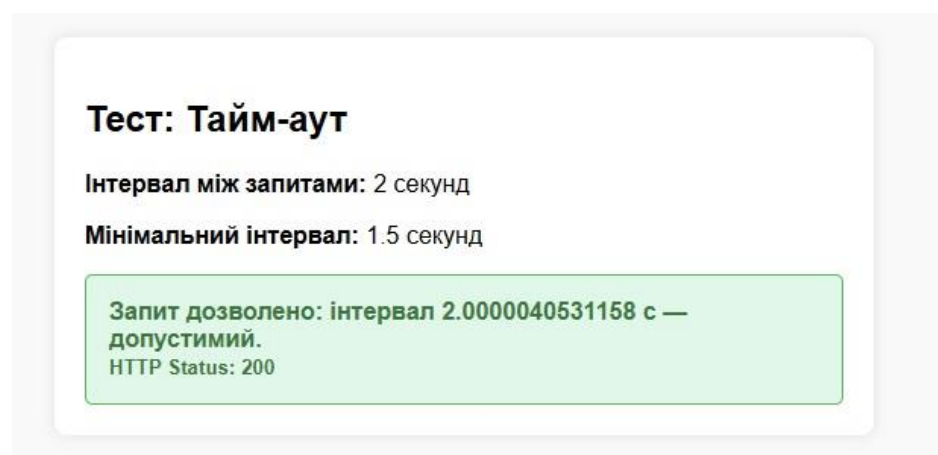 Тест: Тайм-аут
Інтервал між запитами: 2 секунд
Мінімальний інтервал: 1.5 секунд
Запит дозволено: інтервал 2.0000040531158 с —
допустимий.
HTTP Status: 200